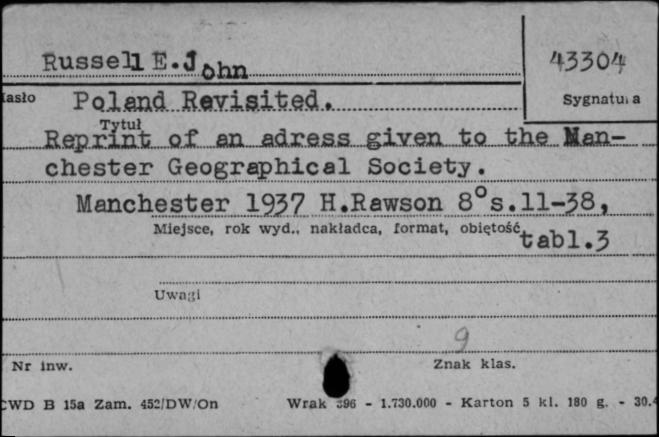 Russell E.John
43304
Hasło
Sygnatura
Poland Revisited.
Tytuł
Reprint of an adress given to the Man-
chester Geographical Society.
Manchester 1937 H.Rawson 8° s.11-38,
Miejsce, rok wyd., nakładca, format, objętość
tabl.3
Uwagi
9
Nr inw.
Znak klas.
CWD B 15a Zam. 452/DW/On Wrak 396 - 1.730.000 - Karton 5 kl. 180 g. - 30.4